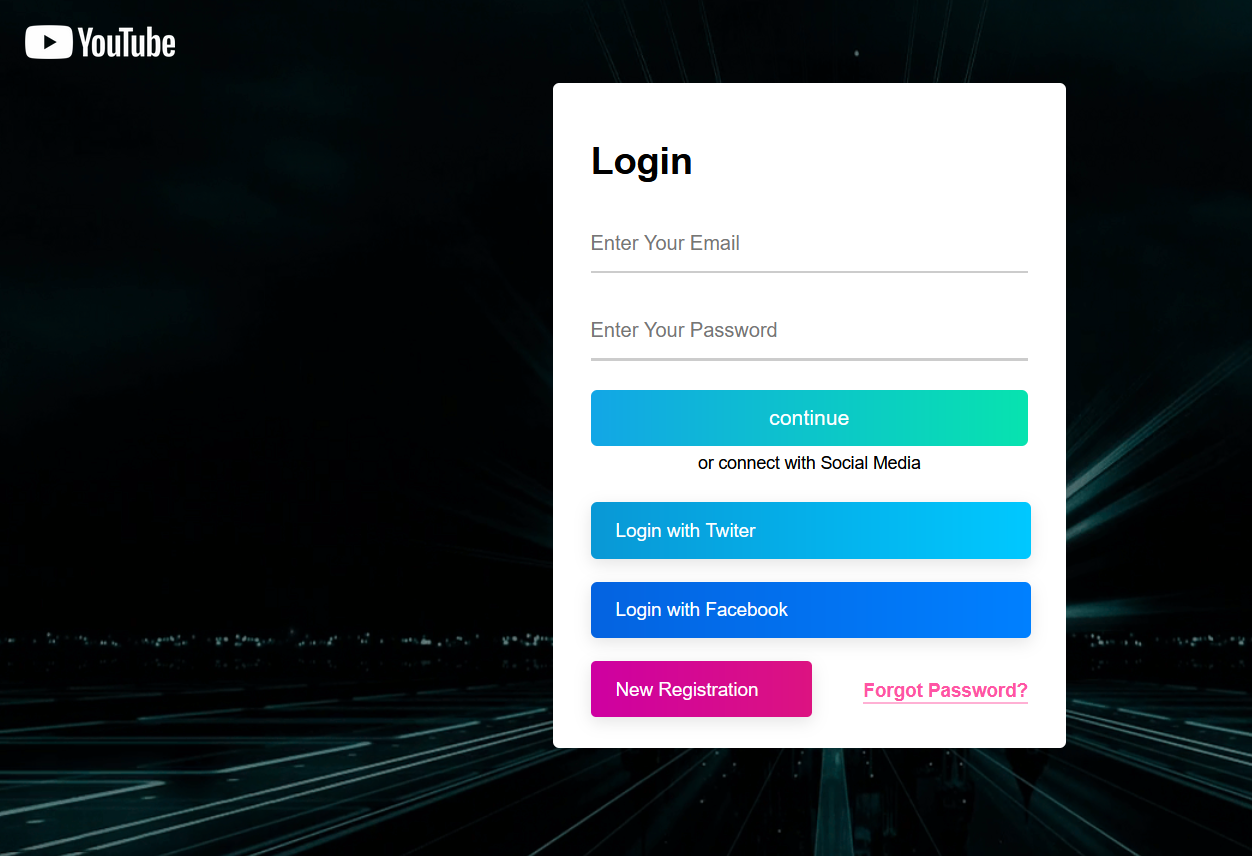 YouTube
Login
Enter Your Email
Enter Your Password
continue
or connect with Social Media
Login with Twiter
Login with Facebook
New Registration
Forgot Password?